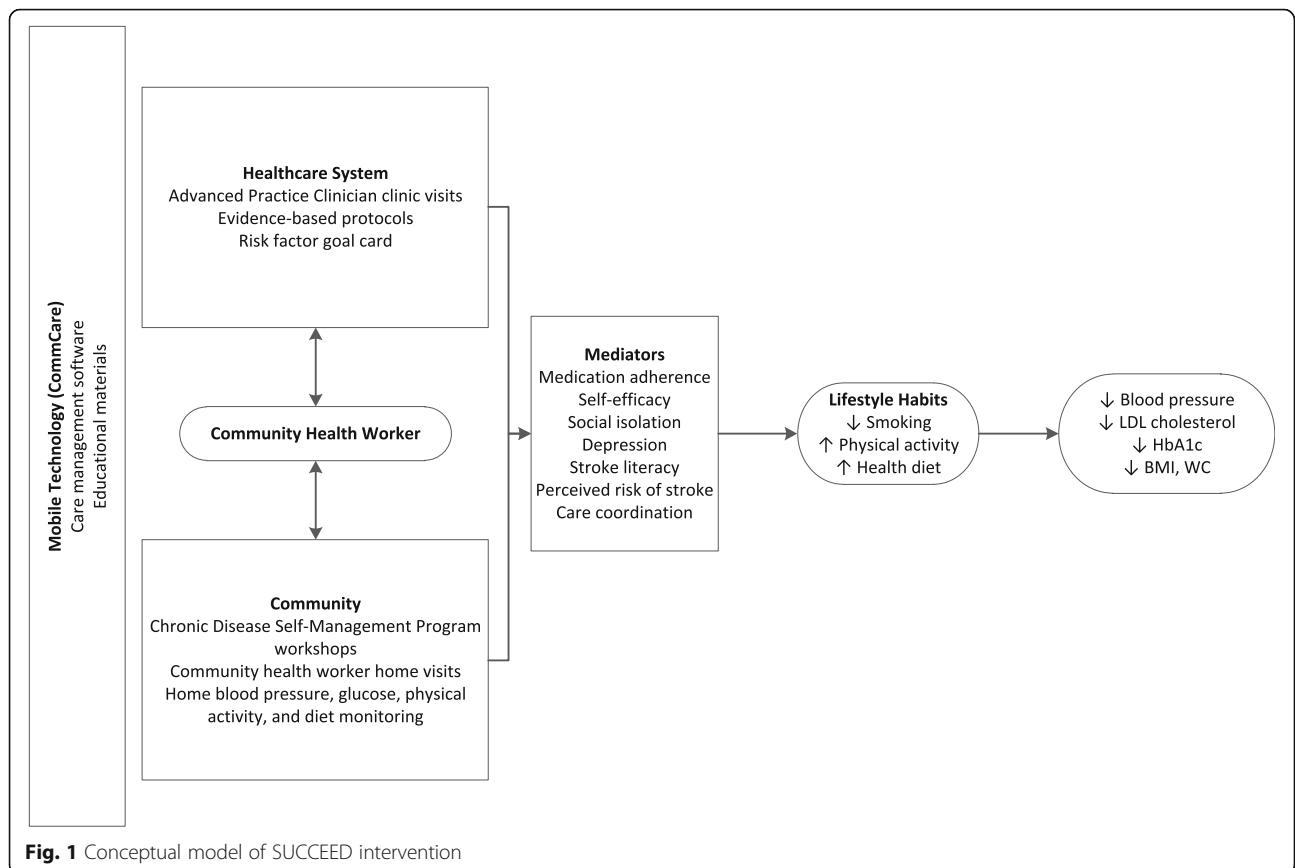 Mobile Technology (CommCare)
Care management software
Educational materials
Healthcare System
Advanced Practice Clinician clinic visits
Evidence-based protocols
Risk factor goal card
Community Health Worker
Community
Chronic Disease Self-Management Program
workshops
Community health worker home visits
Home blood pressure, glucose, physical
activity, and diet monitoring
Mediators
Medication adherence
Self-efficacy
Social isolation
Depression
Stroke literacy
Perceived risk of stroke
Care coordination
Lifestyle Habits
↓ Smoking
↑ Physical activity
↑ Health diet
↓ Blood pressure
↓ LDL cholesterol
↓ HbA1c
↓ BMI, WC
Fig. 1 Conceptual model of SUCCEED intervention